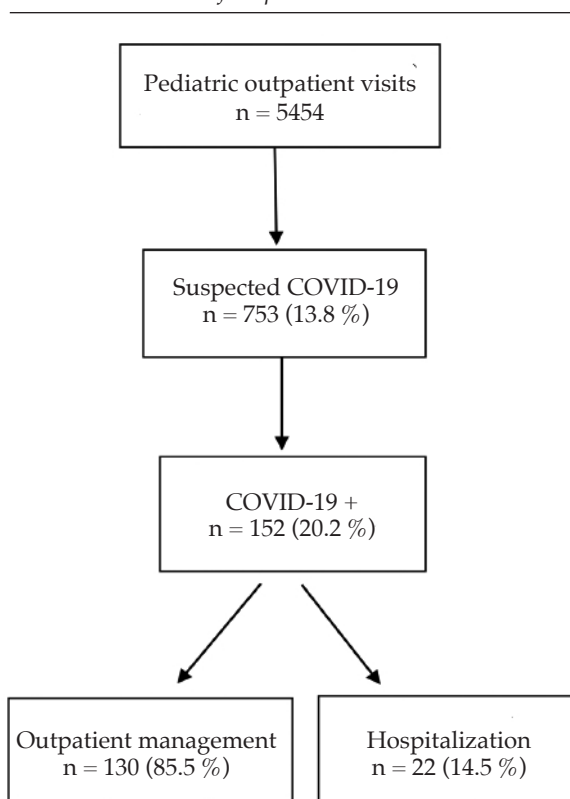 Pediatric outpatient visits
n = 5454
Suspected COVID-19
n = 753 (13.8 %)
COVID-19 +
n = 152 (20.2 %)
Outpatient management
n = 130 (85.5 %)
Hospitalization
n = 22 (14.5 %)